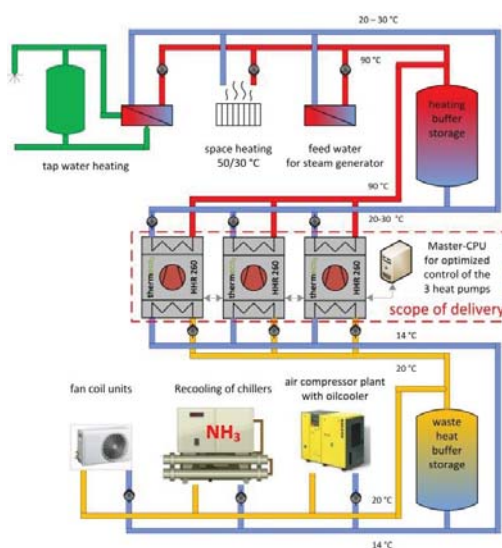 20 – 30 °C
90 °C
heating
buffer
storage
tap water heating
space heating
50/30 °C
feed water
for steam generator
90 °C
20-30 °C
HHR 260
HHR 260
HHR 260
Master-CPU
for optimized
control of the
3 heat pumps
scope of delivery
14 °C
20 °C
fan coil units
Recooling of chillers
air compressor plant
with oilcooler
NH3
waste
heat
buffer
storage
20 °C
14 °C